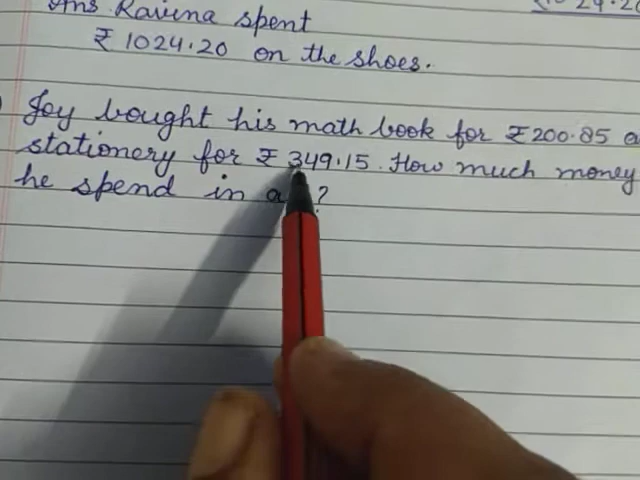 Ans. Ravina spent
₹ 1024.20 on the shoes.
Joy bought his math book for ₹200.85 a
stationery for ₹349.15. How much money
he spend in a ?